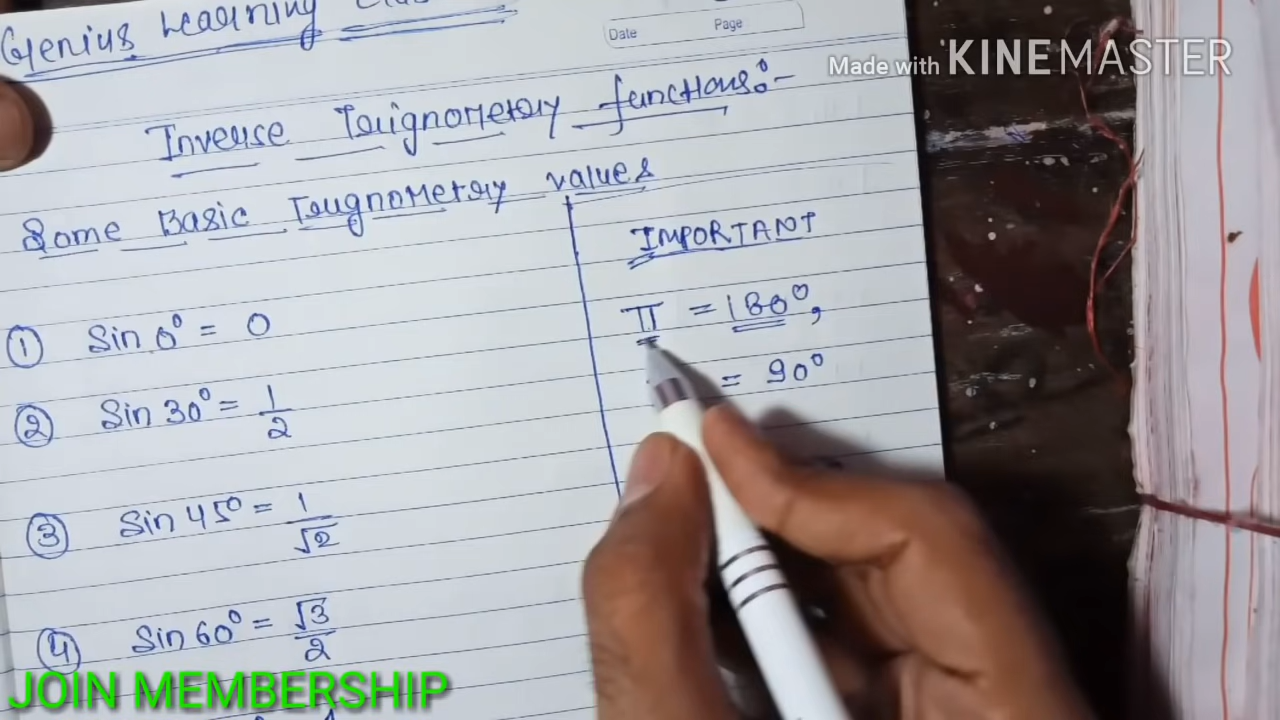 Genius Learning
Date Page
Made with KINEMASTER
Inverse Trignometry functions:-
Some Basic Trugnometry values
IMPORTANT
① Sin 0° = 0
② Sin 30° = 1/2
③ Sin 45° = 1/√2
④ Sin 60° = √3/2
π = 180°,
= 90°
JOIN MEMBERSHIP